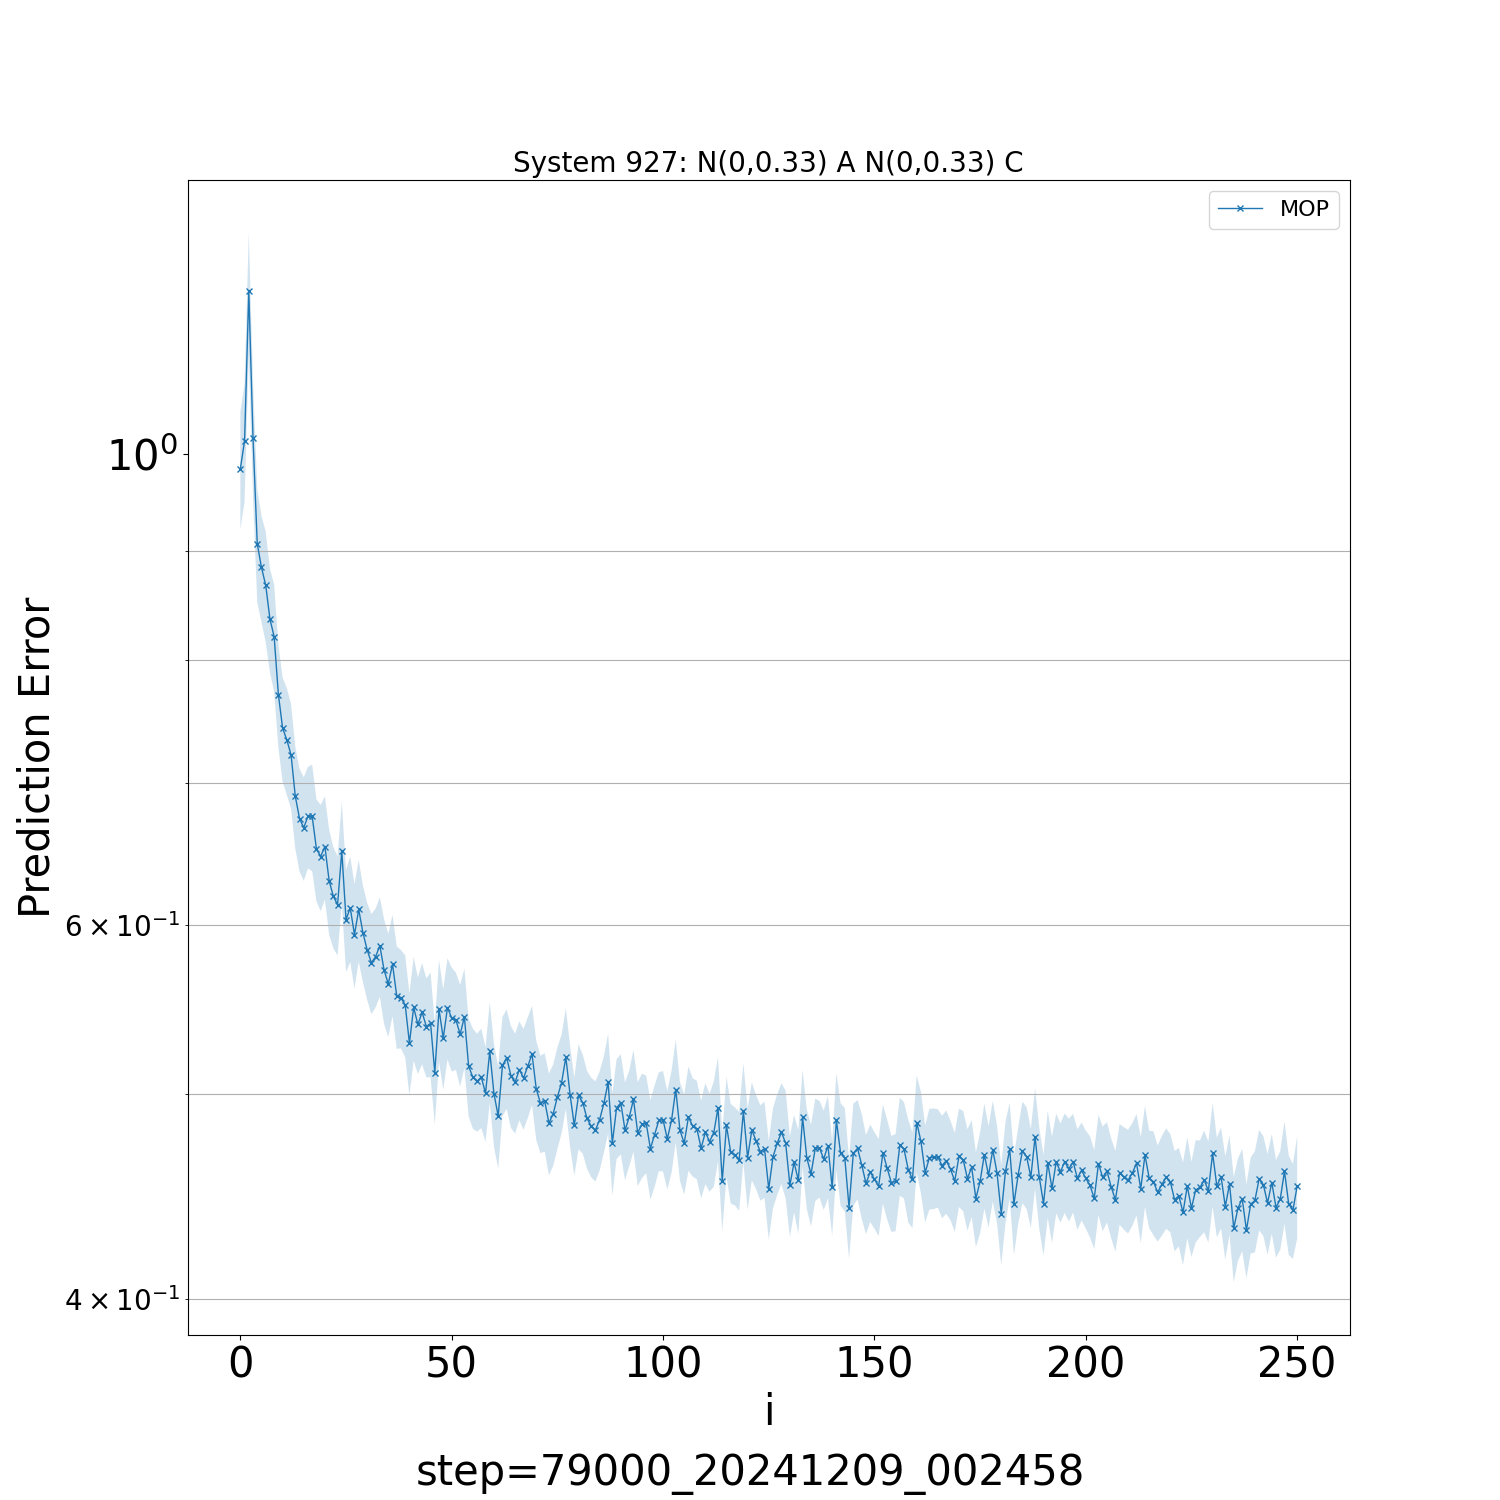 System 927: N(0,0.33) A N(0,0.33) C
MOP
Prediction Error
10⁰
6 × 10⁻¹
4 × 10⁻¹
0 50 100 150 200 250
i
step=79000_20241209_002458